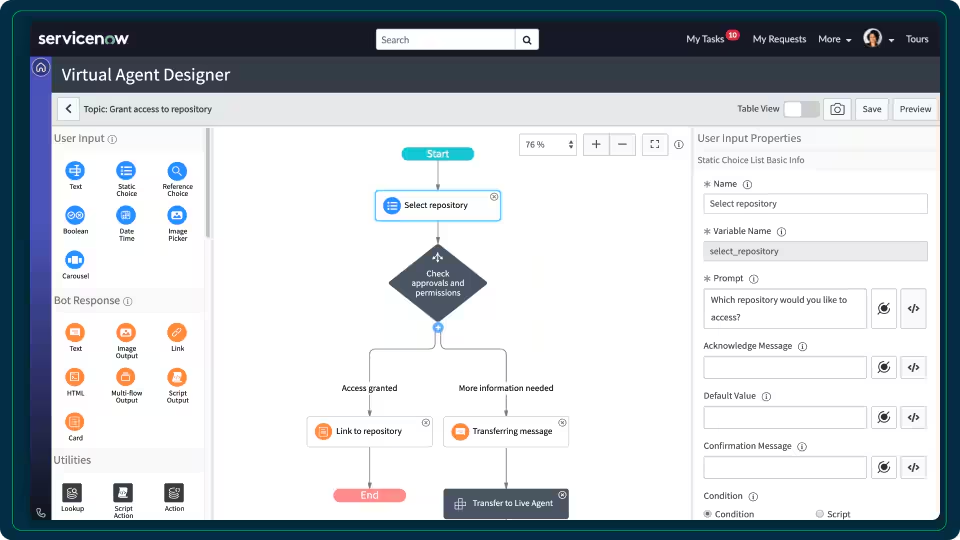 servicenow
Search
My Tasks 10
My Requests
More
Tours
Virtual Agent Designer
Topic: Grant access to repository
Table View
Save
Preview
User Input
Text
Static
Choice
Reference
Choice
Boolean
Date
Time
Image
Picker
Carousel
Bot Response
Text
Image
Output
Link
HTML
Multi-flow
Output
Script
Output
Card
Utilities
Lookup
Script
Action
Action
76 %
Start
Select repository
Check
approvals and
permissions
Access granted
More information needed
Link to repository
Transferring message
End
Transfer to Live Agent
User Input Properties
Static Choice List Basic Info
Name
Select repository
Variable Name
select_repository
Prompt
Which repository would you like to
access?
Acknowledge Message
Default Value
Confirmation Message
Condition
Condition
Script